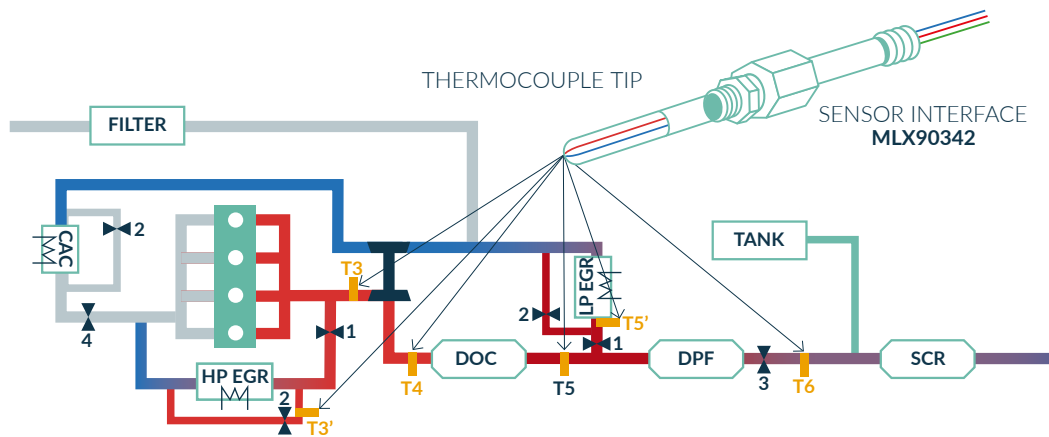 THERMOCOUPLE TIP
SENSOR INTERFACE
MLX90342
FILTER
CAC
2
4
T3
1
HP EGR
2
T3'
T4
DOC
LP EGR
2
T5'
1
T5
DPF
TANK
3
T6
SCR